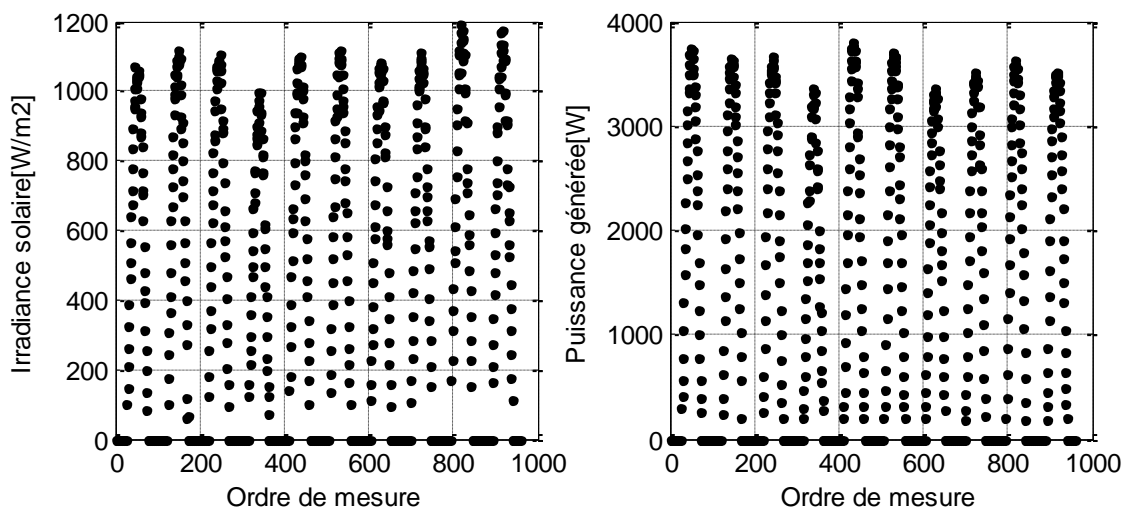 1200
1000
800
600
400
200
0
0 200 400 600 800 1000
Irradiance solaire[W/m2]
Ordre de mesure
4000
3000
2000
1000
0
0 200 400 600 800 1000
Puissance générée[W]
Ordre de mesure